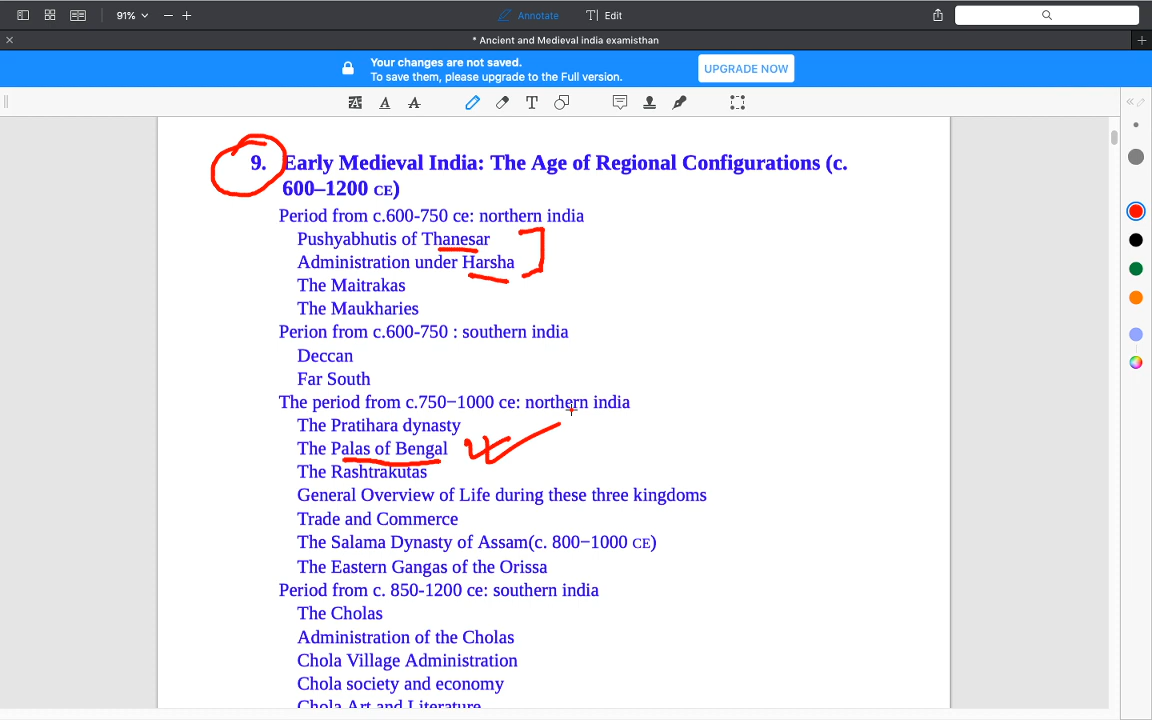 91%
Annotate
Edit
* Ancient and Medieval india examisthan
Your changes are not saved.
To save them, please upgrade to the Full version.
UPGRADE NOW
9. Early Medieval India: The Age of Regional Configurations (c.
600–1200 CE)
Period from c.600-750 ce: northern india
Pushyabhutis of Thanesar
Administration under Harsha
The Maitrakas
The Maukharies
Perion from c.600-750 : southern india
Deccan
Far South
The period from c.750−1000 ce: northern india
The Pratihara dynasty
The Palas of Bengal
The Rashtrakutas
General Overview of Life during these three kingdoms
Trade and Commerce
The Salama Dynasty of Assam(c. 800−1000 CE)
The Eastern Gangas of the Orissa
Period from c. 850-1200 ce: southern india
The Cholas
Administration of the Cholas
Chola Village Administration
Chola society and economy
Chola Art and Literature